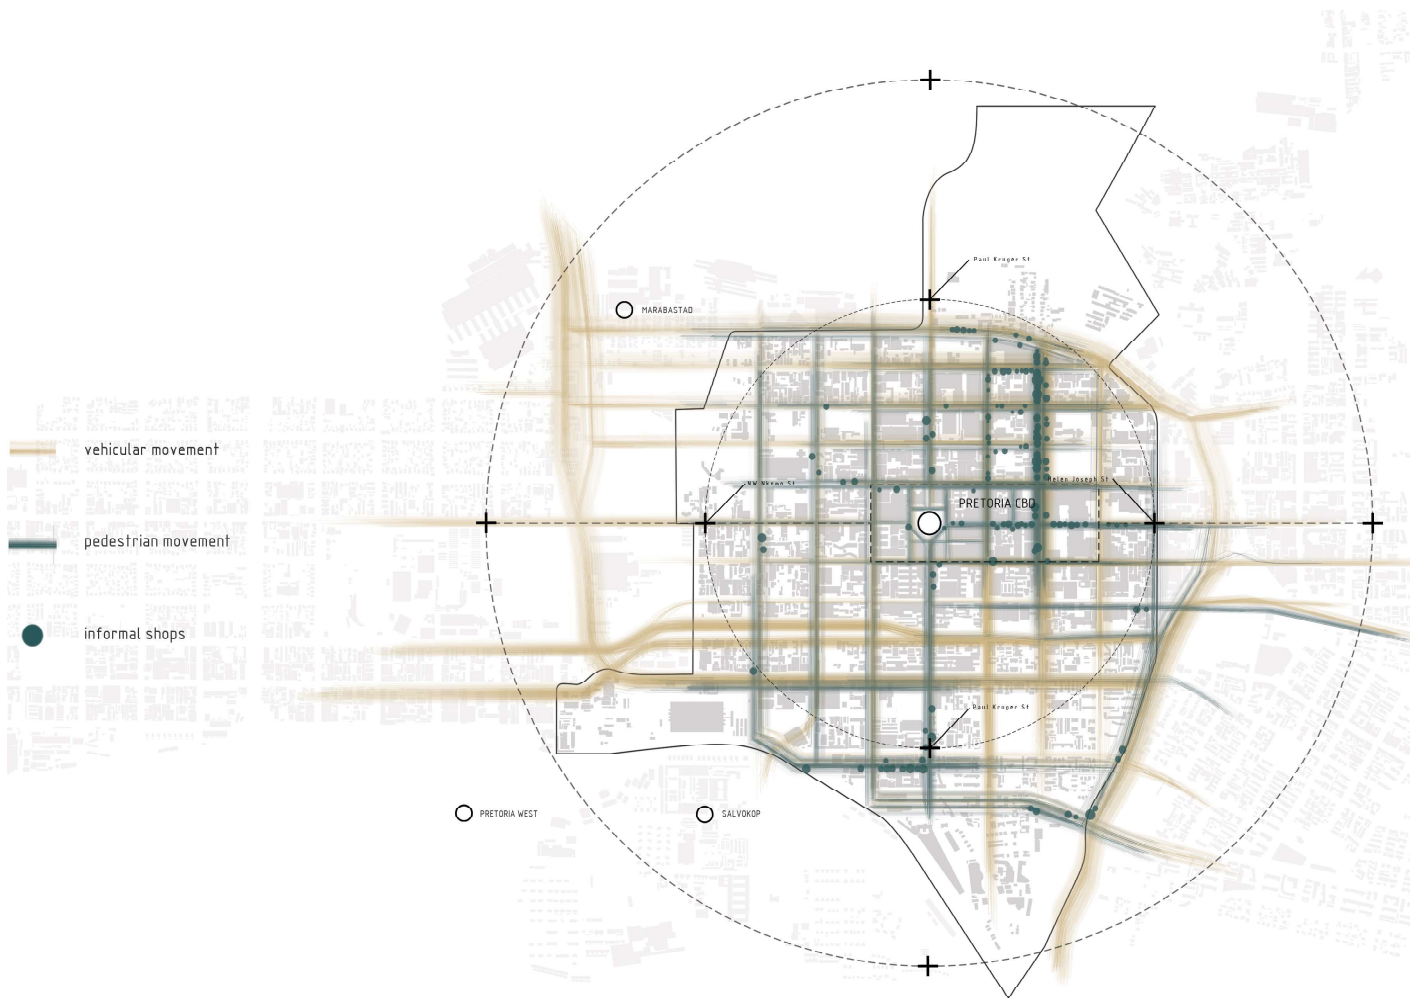 Paul Kruger St
MARABASTAD
vehicular movement
Helen Joseph St
PRETORIA CBD
pedestrian movement
informal shops
Paul Kruger St
PRETORIA WEST
SALVOKOP